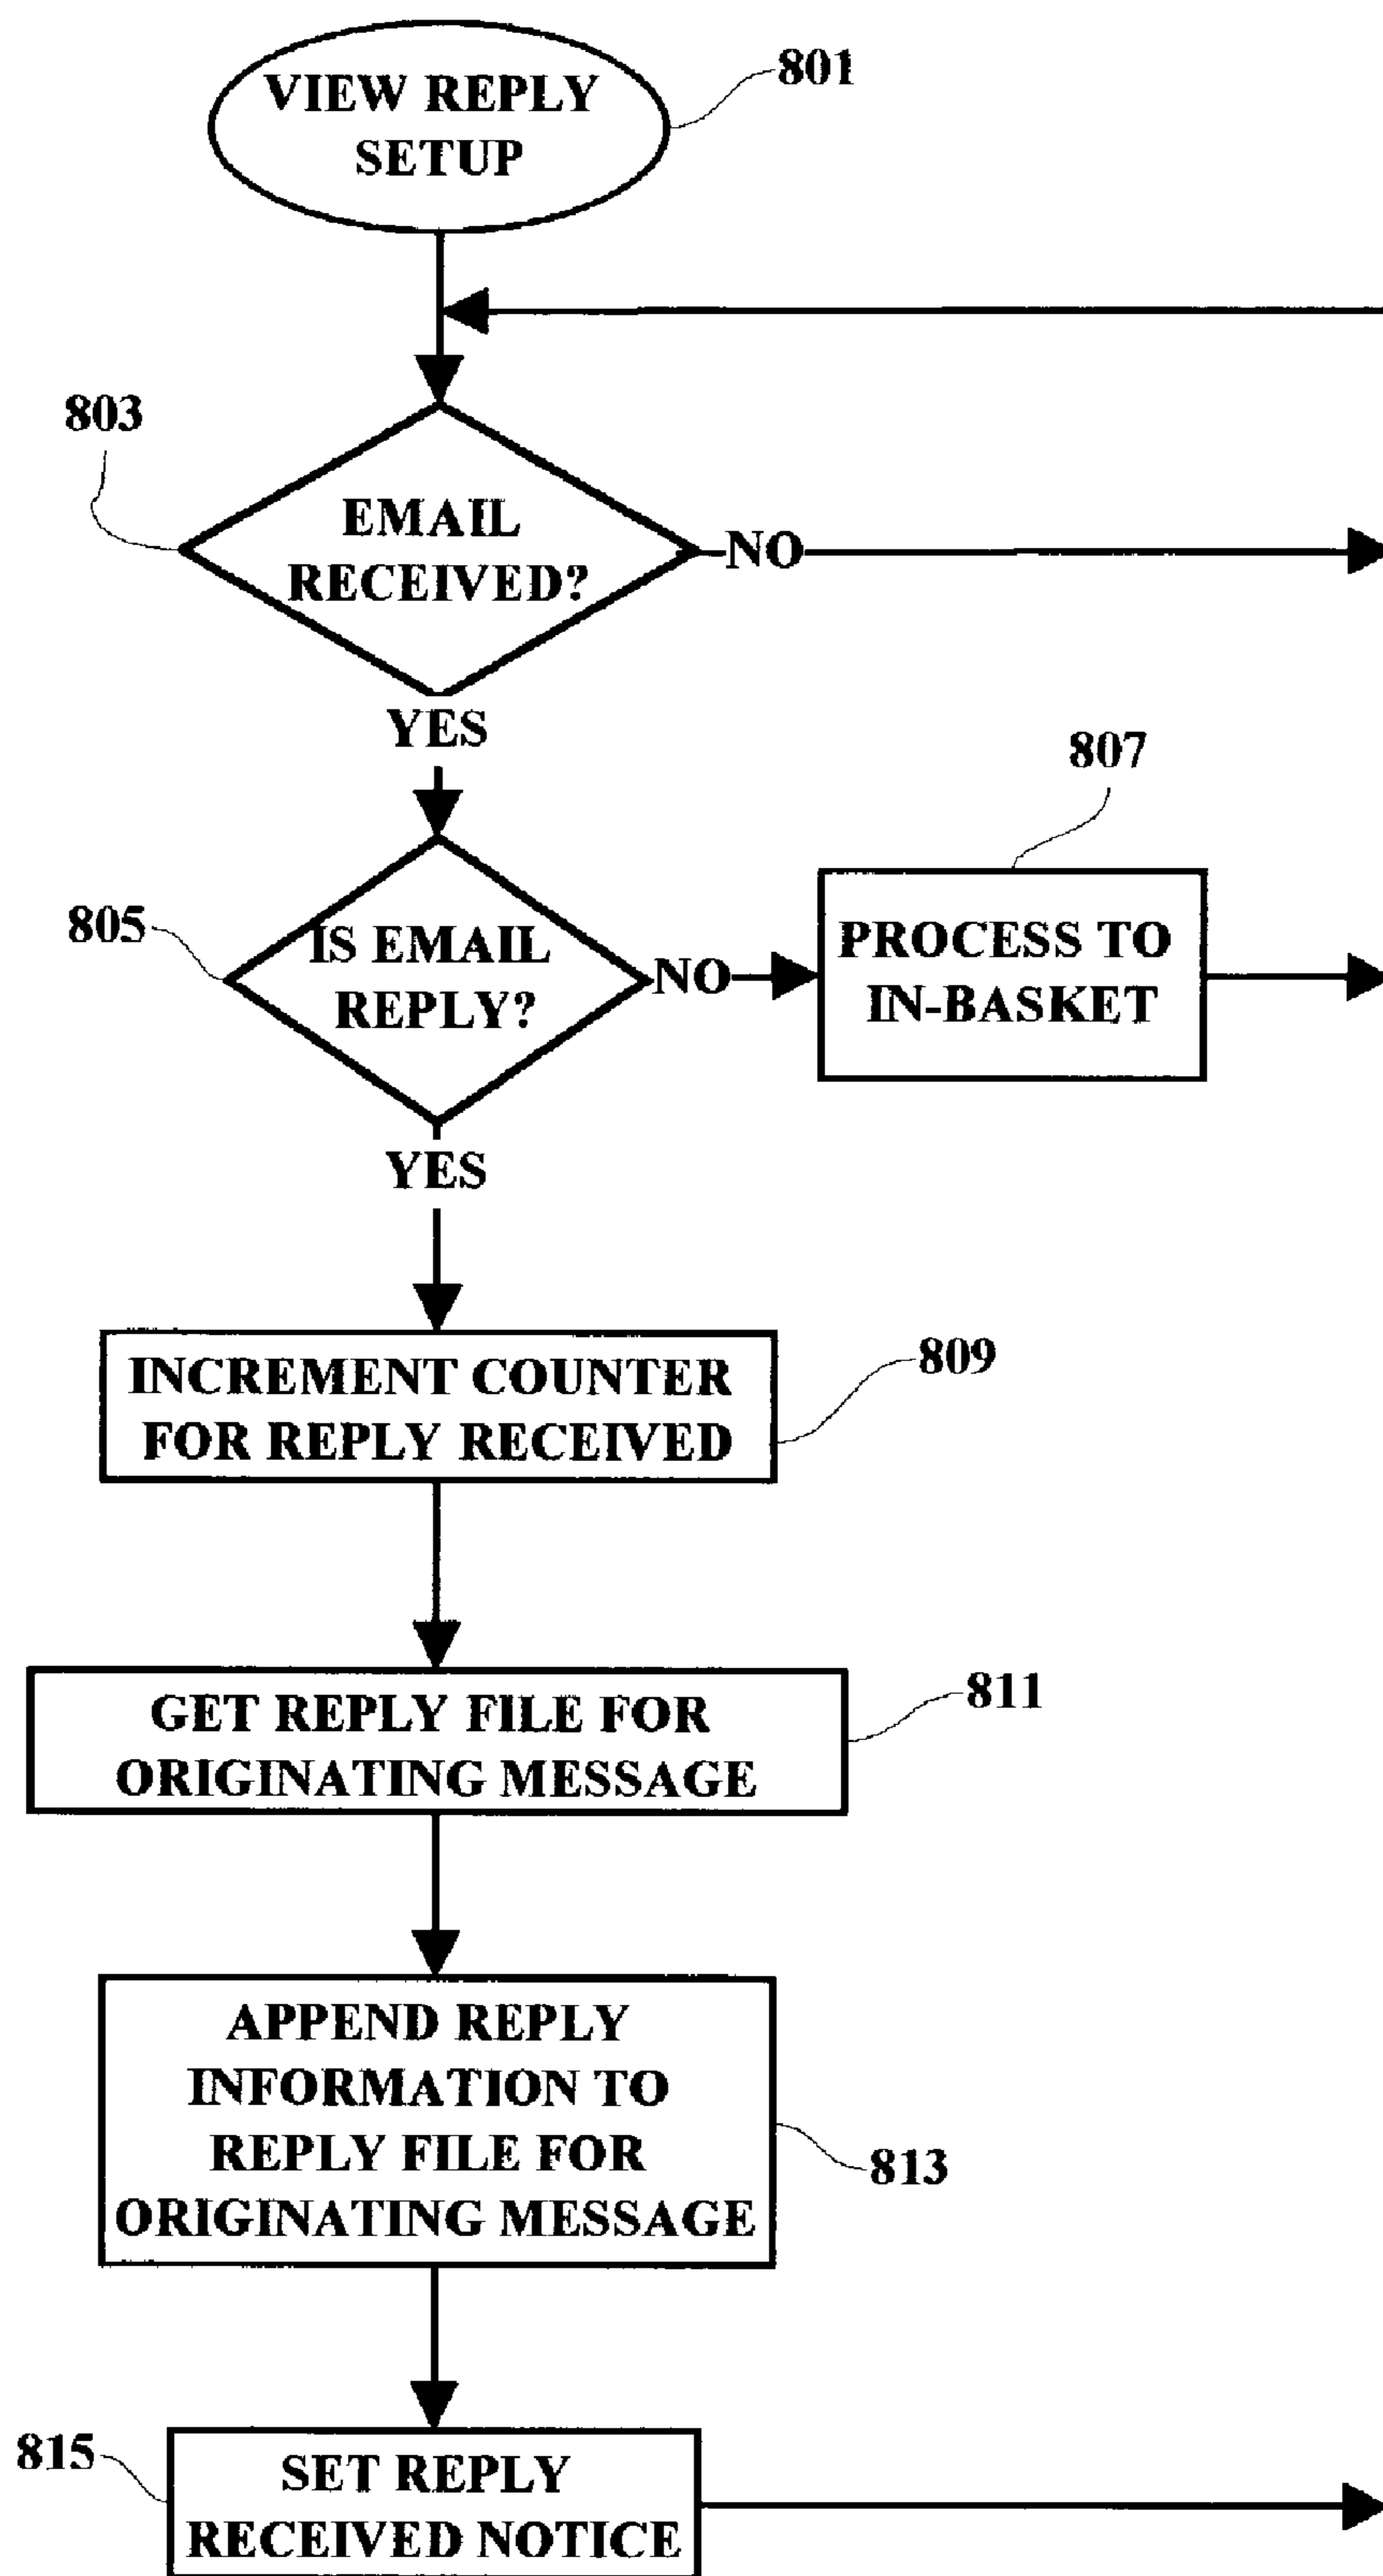 VIEW REPLY
SETUP
801
803
EMAIL
RECEIVED?
NO
YES
807
805
IS EMAIL
REPLY?
NO
PROCESS TO
IN-BASKET
YES
INCREMENT COUNTER
FOR REPLY RECEIVED
809
GET REPLY FILE FOR
ORIGINATING MESSAGE
811
APPEND REPLY
INFORMATION TO
REPLY FILE FOR
ORIGINATING MESSAGE
813
815
SET REPLY
RECEIVED NOTICE